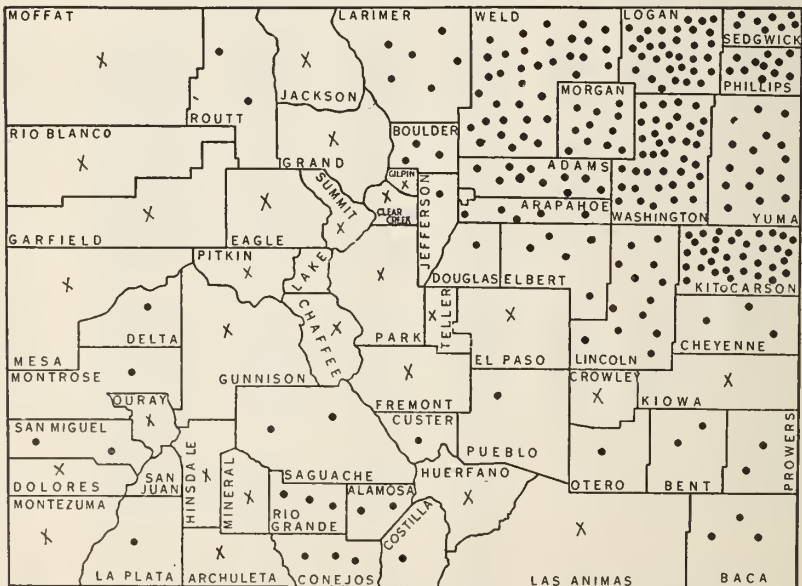 MOFFAT
LARIMER
WELD
LOGAN
SEDGWICK
JACKSON
PHILLIPS
ROUTT
MORGAN
RIO BLANCO
BOULDER
GRAND
GILPIN
ADAMS
SUMMIT
CLEAR
CREEK
JEFFERSON
ARAPAHOE
WASHINGTON
YUMA
GARFIELD
EAGLE
PITKIN
LAKE
DOUGLAS
ELBERT
KIT CARSON
CHAFFEE
PARK
TELLER
DELTA
MESA
EL PASO
LINCOLN
CHEYENNE
MONTROSE
GUNNISON
CROWLEY
KIOWA
OURAY
FREMONT
CUSTER
SAN MIGUEL
PUEBLO
PROWERS
HINSDALE
SAGUACHE
HUERFANO
OTERO
BENT
DOLORES
SAN
JUAN
MINERAL
ALAMOSA
MONTEZUMA
RIO
GRANDE
COSTILLA
LA PLATA
ARCHULETA
CONEJOS
LAS ANIMAS
BACA